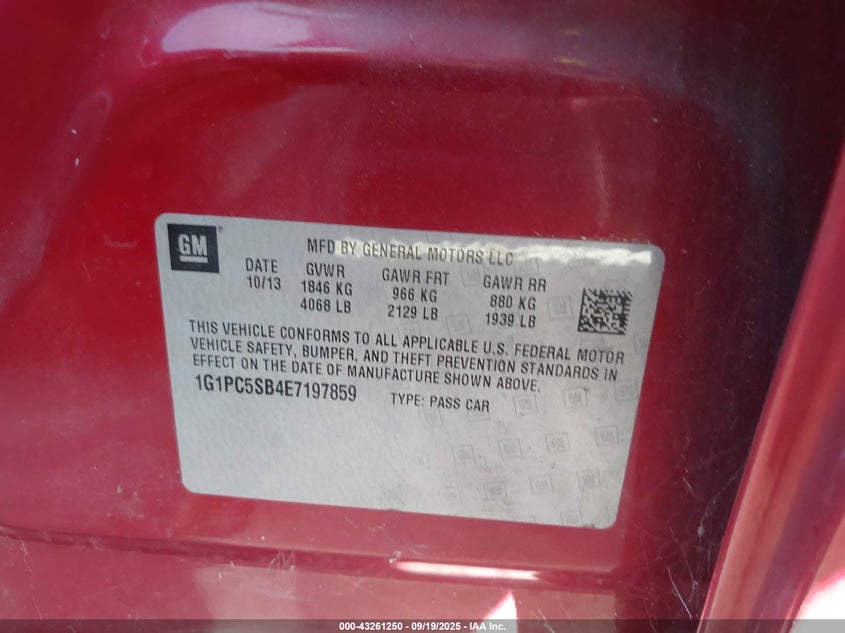 GM
MFD BY GENERAL MOTORS LLC
DATE GVWR GAWR FRT GAWR RR
10/13 1846 KG 966 KG 880 KG
4068 LB 2129 LB 1939 LB
THIS VEHICLE CONFORMS TO ALL APPLICABLE U.S. FEDERAL MOTOR
VEHICLE SAFETY, BUMPER, AND THEFT PREVENTION STANDARDS IN
EFFECT ON THE DATE OF MANUFACTURE SHOWN ABOVE.
1G1PC5SB4E7197859 TYPE: PASS CAR
000-43261250 - 09/19/2025 - IAA Inc.